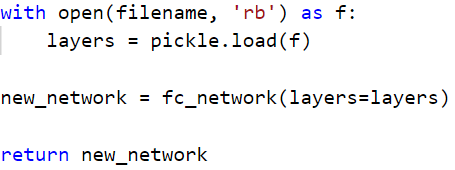 with open(filename, 'rb') as f:
    layers = pickle.load(f)
new_network = fc_network(layers=layers)
return new_network